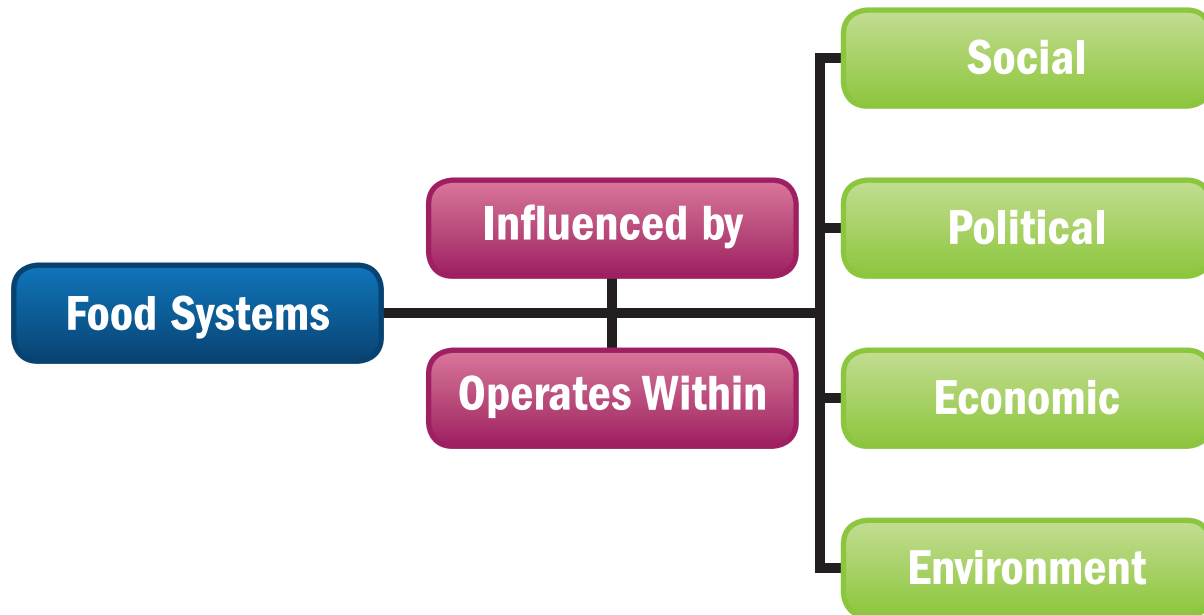 Food Systems
Influenced by
Operates Within
Social
Political
Economic
Environment